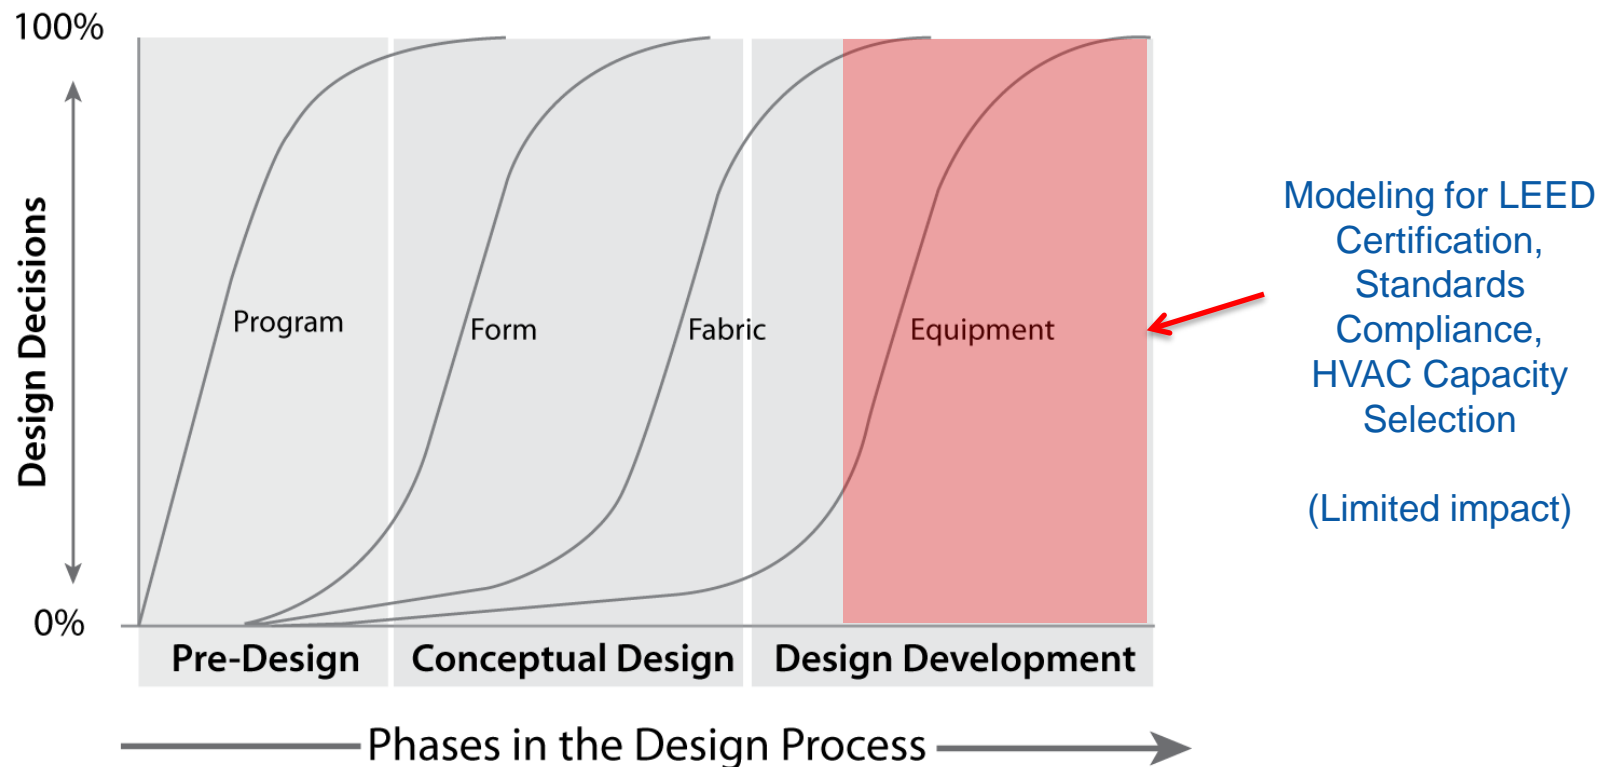 100%
Design Decisions
0%
Program
Form
Fabric
Equipment
Pre-Design
Conceptual Design
Design Development
Phases in the Design Process
Modeling for LEED
Certification,
Standards
Compliance,
HVAC Capacity
Selection
(Limited impact)